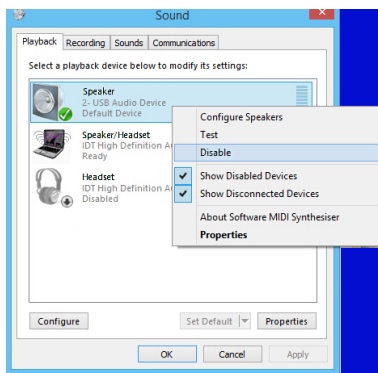 Sound
Playback Recording Sounds Communications
Select a playback device below to modify its settings:
Speaker
2- USB Audio Device
Default Device
Speaker/Headset
IDT High Definition
Ready
Headset
IDT High Definition
Disabled
Configure Speakers
Test
Disable
Show Disabled Devices
Show Disconnected Devices
About Software MIDI Synthesiser
Properties
Configure Set Default Properties
OK Cancel Apply